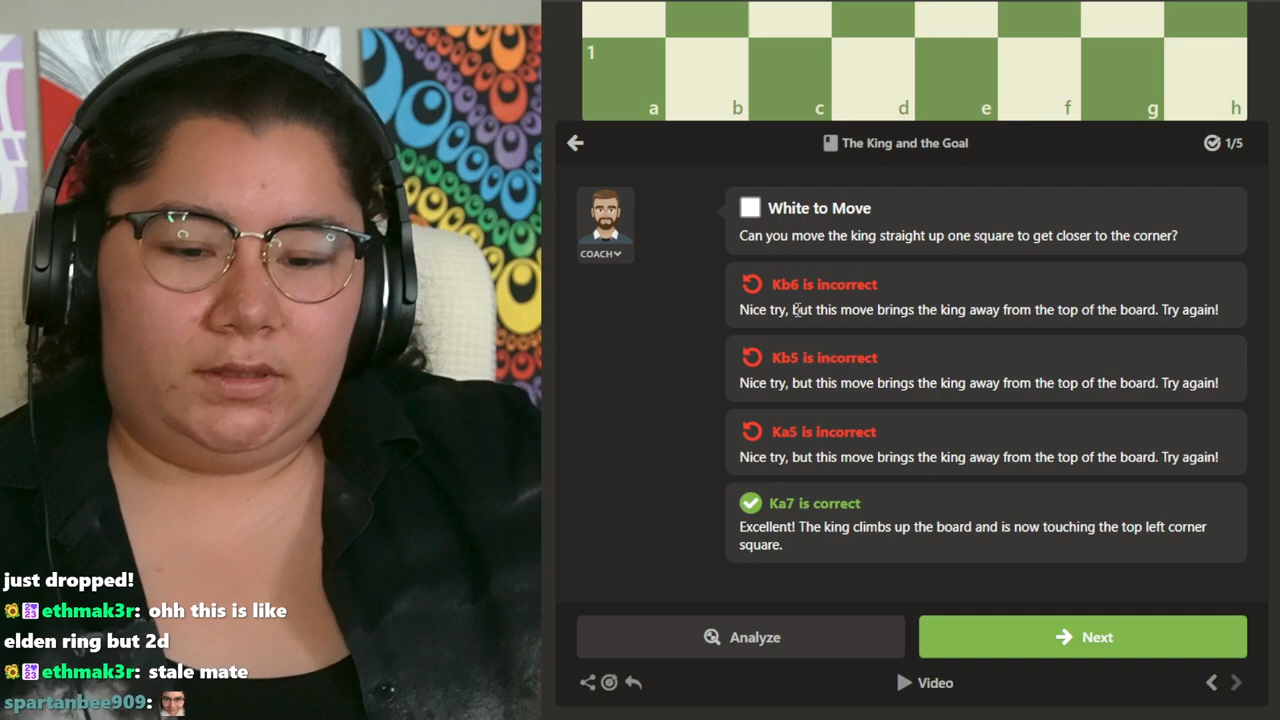 1
a b c d e f g h
The King and the Goal
1/5
White to Move
Can you move the king straight up one square to get closer to the corner?
COACH
Kb6 is incorrect
Nice try, but this move brings the king away from the top of the board. Try again!
Kb5 is incorrect
Nice try, but this move brings the king away from the top of the board. Try again!
Ka5 is incorrect
Nice try, but this move brings the king away from the top of the board. Try again!
Ka7 is correct
Excellent! The king climbs up the board and is now touching the top left corner
square.
Analyze
Next
Video
just dropped!
ethmak3r: ohh this is like
elden ring but 2d
ethmak3r: stale mate
spartanbee909: